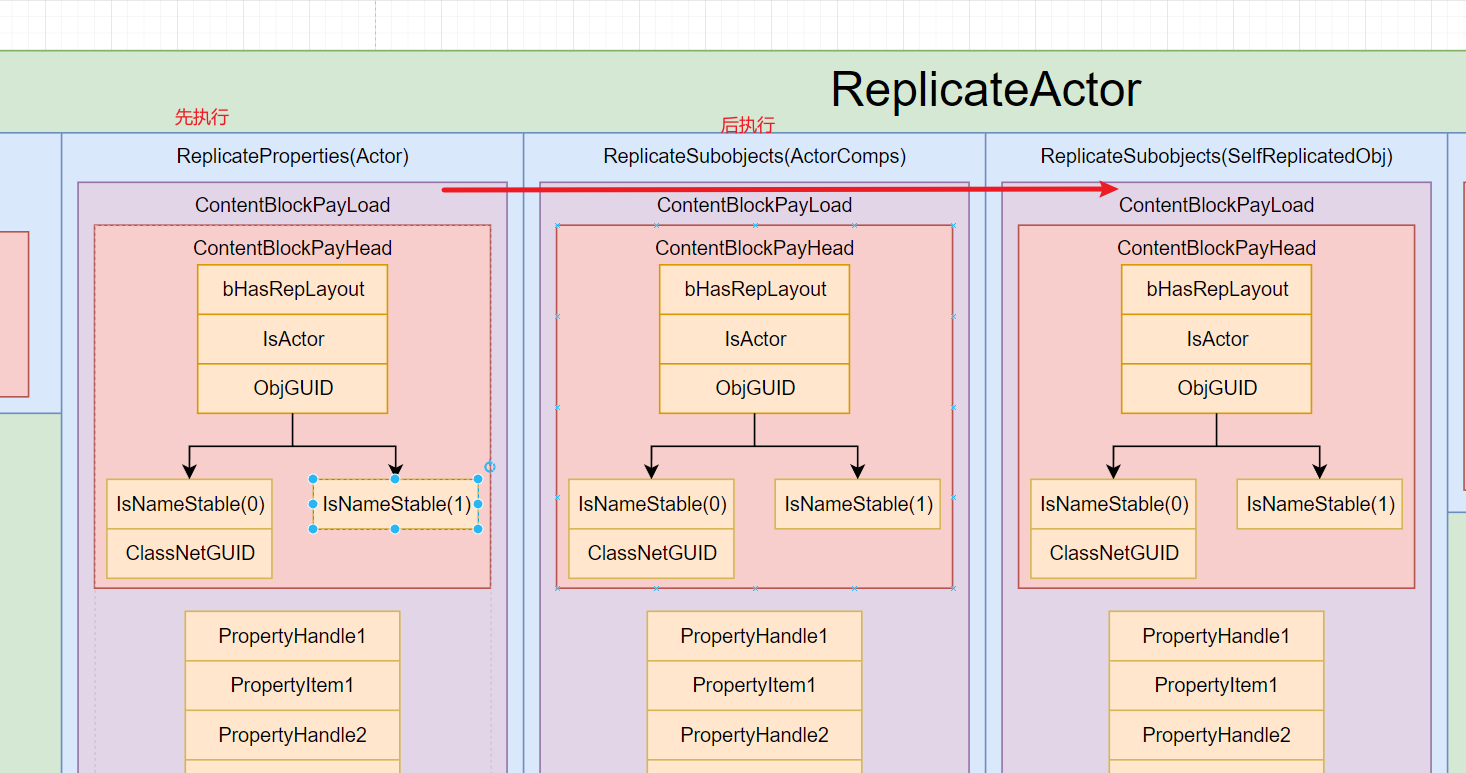 ReplicateActor
先执行
后执行
ReplicateProperties(Actor)
ContentBlockPayLoad
ContentBlockPayHead
bHasRepLayout
IsActor
ObjGUID
IsNameStable(0)
IsNameStable(1)
ClassNetGUID
PropertyHandle1
PropertyItem1
PropertyHandle2
ReplicateSubobjects(ActorComps)
ContentBlockPayLoad
ContentBlockPayHead
bHasRepLayout
IsActor
ObjGUID
IsNameStable(0)
IsNameStable(1)
ClassNetGUID
PropertyHandle1
PropertyItem1
PropertyHandle2
ReplicateSubobjects(SelfReplicatedObj)
ContentBlockPayLoad
ContentBlockPayHead
bHasRepLayout
IsActor
ObjGUID
IsNameStable(0)
IsNameStable(1)
ClassNetGUID
PropertyHandle1
PropertyItem1
PropertyHandle2